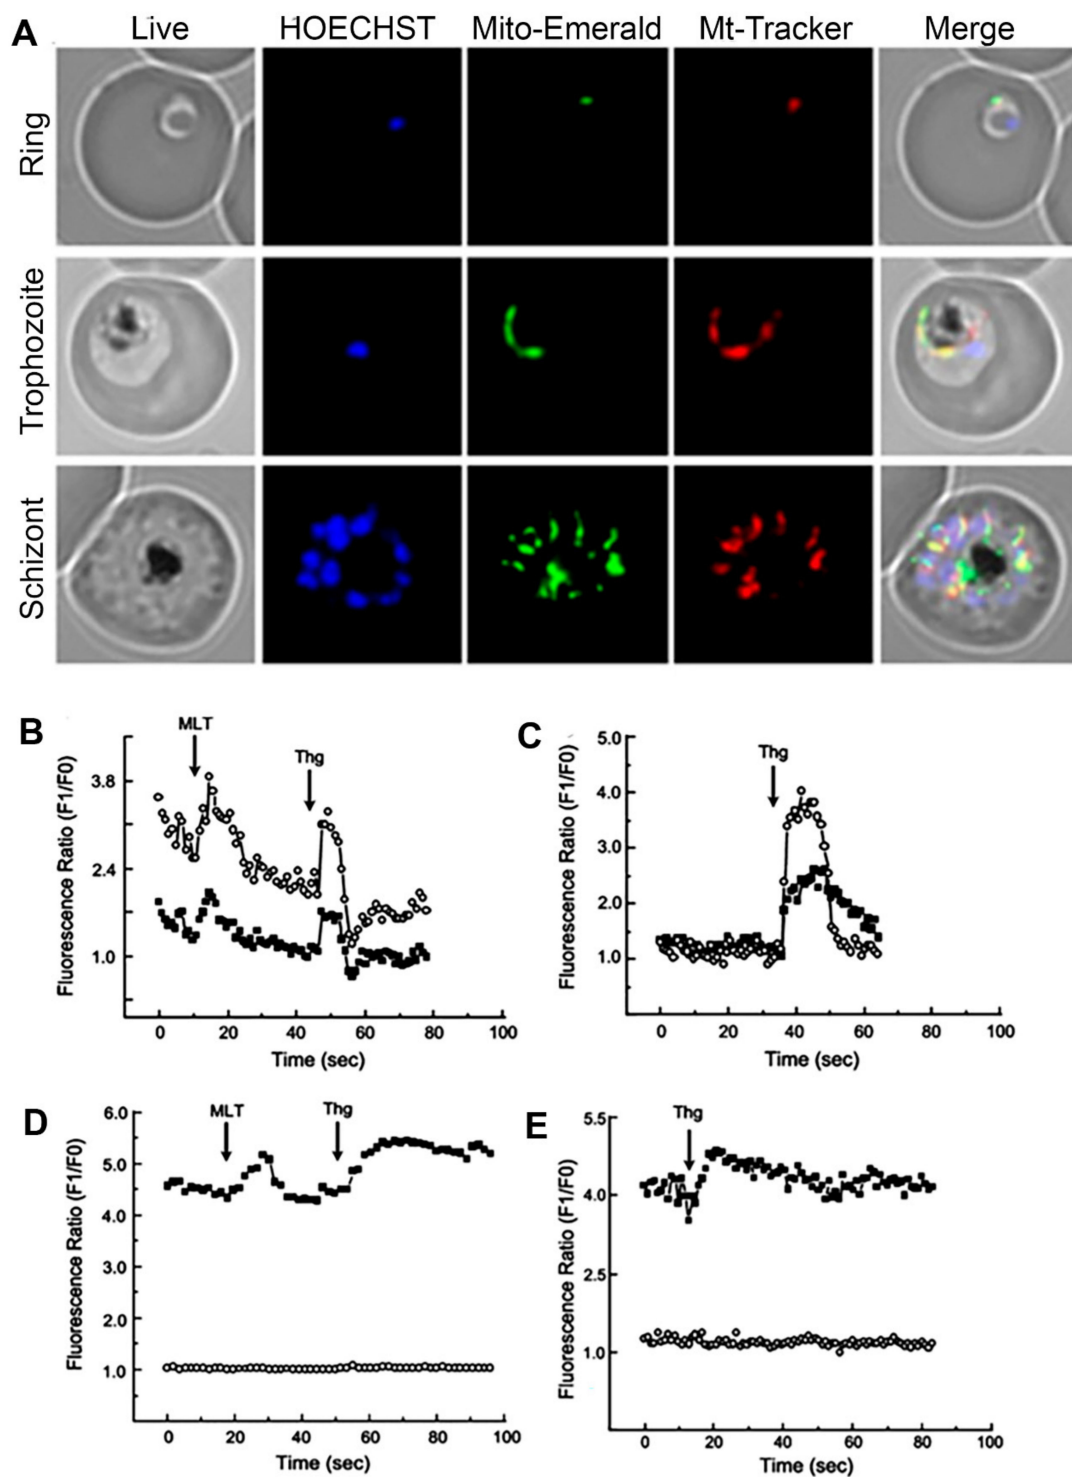 A
Live HOECHST Mito-Emerald Mt-Tracker Merge
Ring
Trophozoite
Schizont
B
MLT
Thg
Fluorescence Ratio (F1/F0)
3.8
2.4
1.0
0 20 40 60 80 100
Time (sec)
C
Thg
Fluorescence Ratio (F1/F0)
5.0
4.0
3.0
2.0
1.0
0 20 40 60 80 100
Time (sec)
D
MLT
Thg
Fluorescence Ratio (F1/F0)
6.0
5.0
4.0
3.0
2.0
1.0
0 20 40 60 80 100
Time (sec)
E
Thg
Fluorescence Ratio (F1/F0)
5.5
4.0
2.5
1.0
0 20 40 60 80 100
Time (sec)